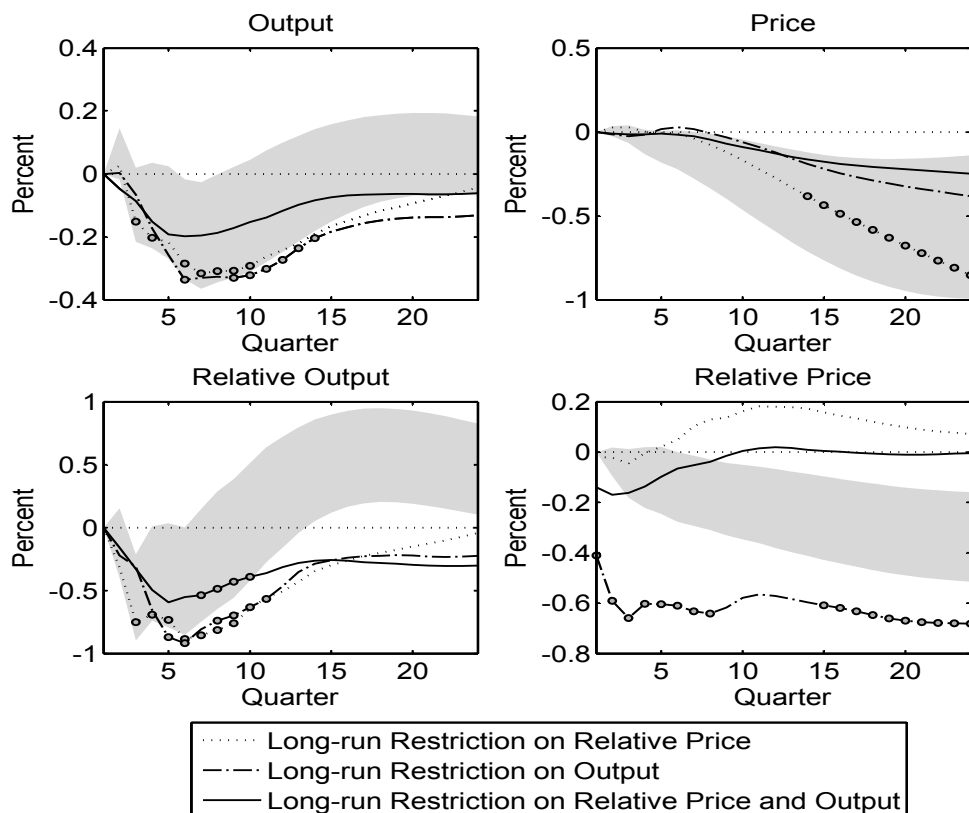 Output
Percent
0.4
0.2
0
-0.2
-0.4
5
10
15
20
Quarter
Price
Percent
0.5
0
-0.5
-1
5
10
15
20
Quarter
Relative Output
Percent
1
0.5
0
-0.5
-1
5
10
15
20
Quarter
Relative Price
Percent
0.2
0
-0.2
-0.4
-0.6
-0.8
5
10
15
20
Quarter
Long-run Restriction on Relative Price
Long-run Restriction on Output
Long-run Restriction on Relative Price and Output